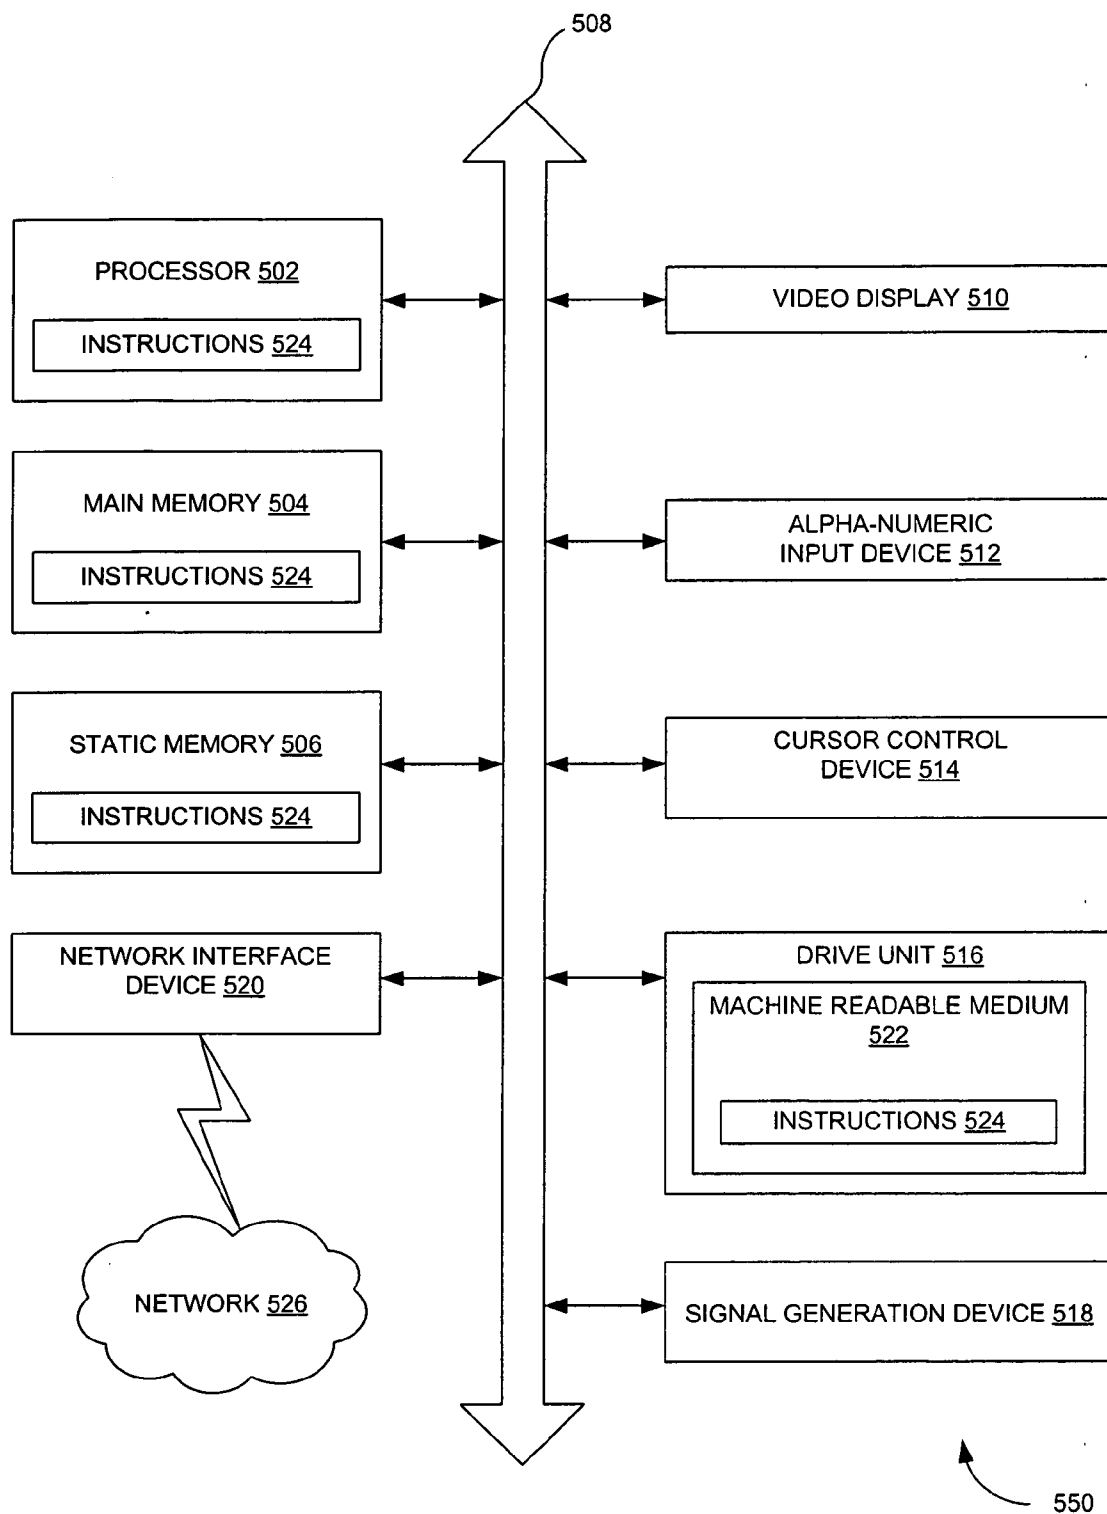 508
PROCESSOR 502
INSTRUCTIONS 524
MAIN MEMORY 504
INSTRUCTIONS 524
STATIC MEMORY 506
INSTRUCTIONS 524
NETWORK INTERFACE
DEVICE 520
NETWORK 526
VIDEO DISPLAY 510
ALPHA-NUMERIC
INPUT DEVICE 512
CURSOR CONTROL
DEVICE 514
DRIVE UNIT 516
MACHINE READABLE MEDIUM
522
INSTRUCTIONS 524
SIGNAL GENERATION DEVICE 518
550